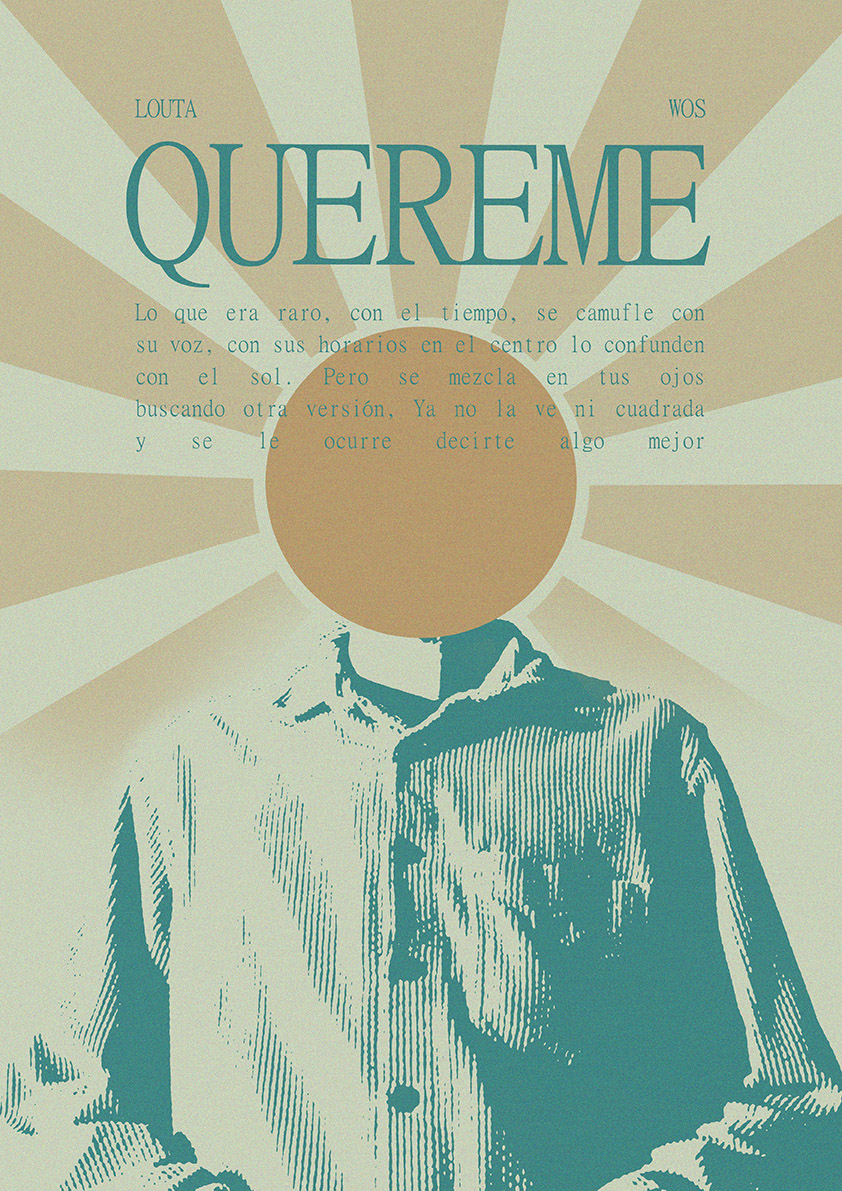 LOUTA WOS
QUEREME
Lo que era raro, con el tiempo, se camufle con
su voz, con sus horarios en el centro lo confunden
con el sol. Pero se mezcla en tus ojos
buscando otra versión, Ya no la ve ni cuadrada
y se le ocurre decirte algo mejor